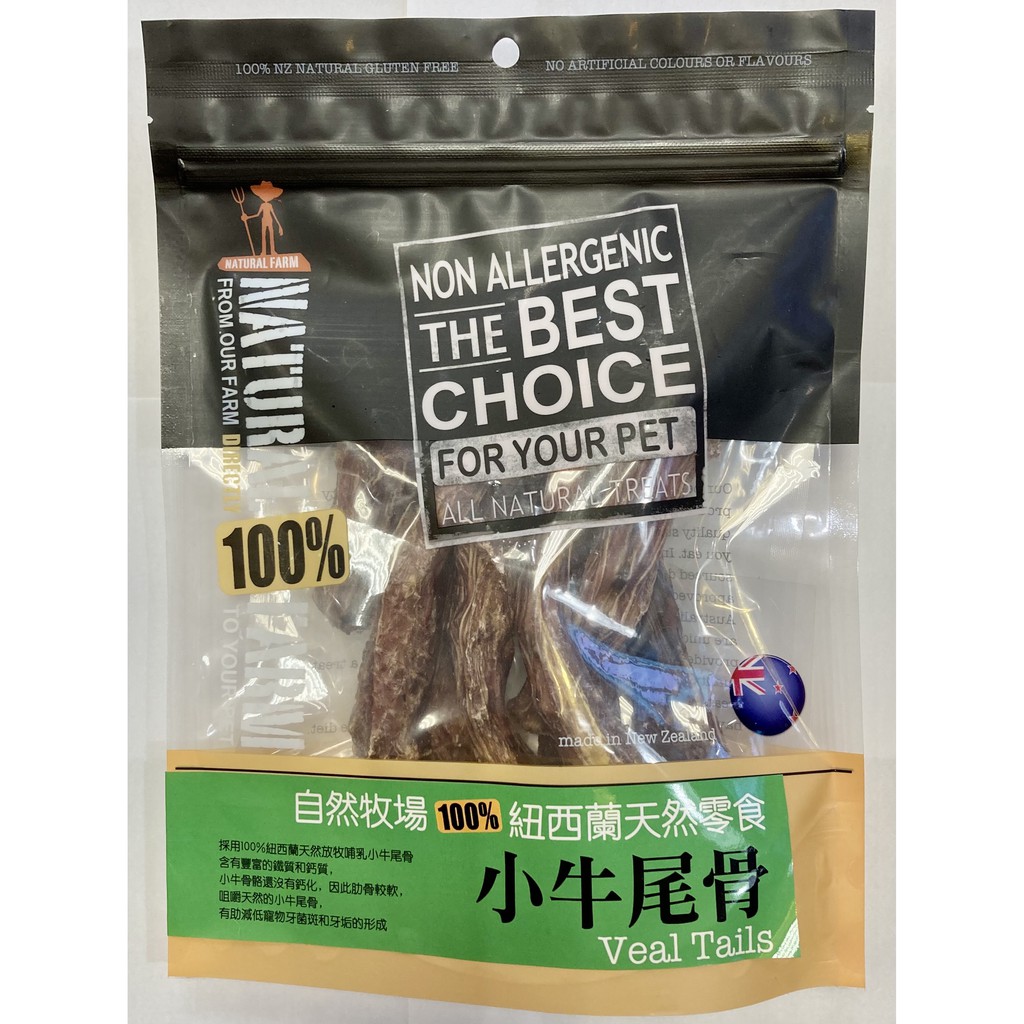 100% NZ NATURAL GLUTEN FREE
NO ARTIFICIAL COLOURS OR FLAVOURS
NATURAL FARM
NATURAL FARM
FROM.OUR FARM DIRECTLY TO YOUR
100%
NON ALLERGENIC
THE BEST
CHOICE
FOR YOUR PET
ALL NATURAL TREATS
made in New Zealand
自然牧場 100% 紐西蘭天然零食
採用100%紐西蘭天然放牧哺乳小牛尾骨
含有豐富的鐵質和鈣質，
小牛骨骼還沒有鈣化，因此肋骨較軟，
咀嚼天然的小牛尾骨，
有助減低寵物牙菌斑和牙垢的形成
小牛尾骨
Veal Tails